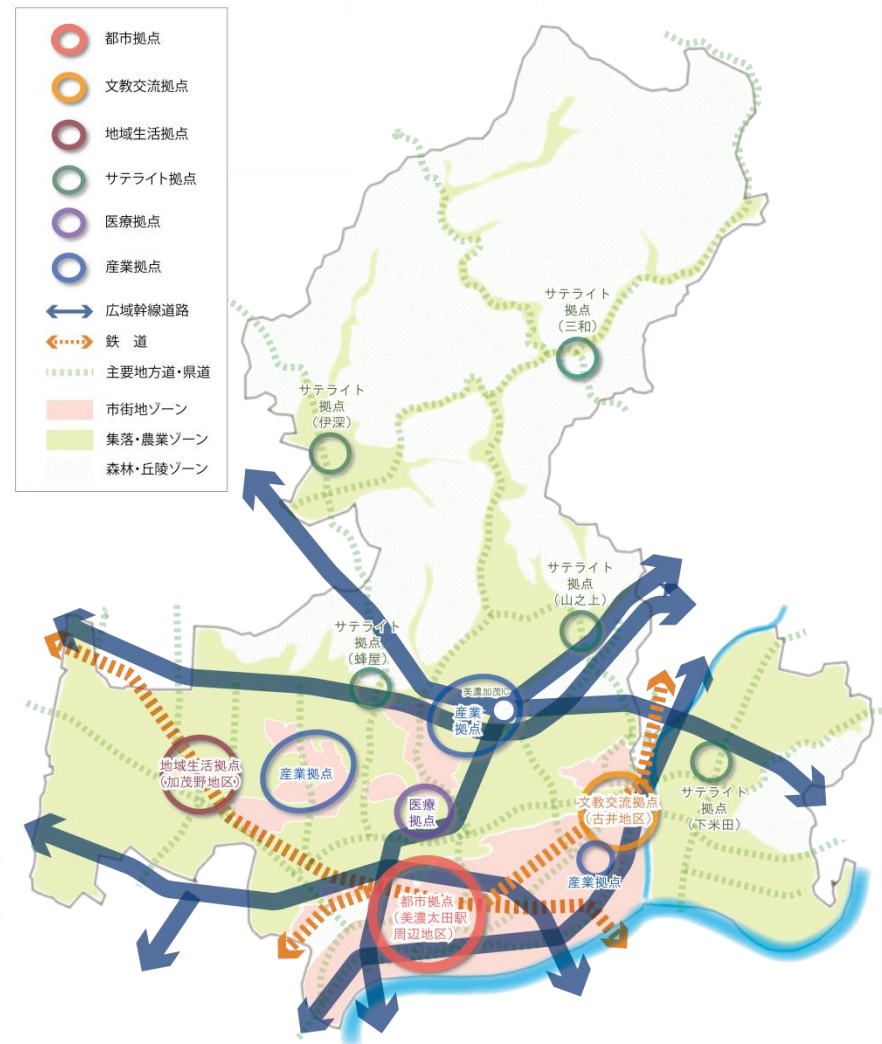 都市拠点
文教交流拠点
地域生活拠点
サテライト拠点
医療拠点
産業拠点
広域幹線道路
鉄　道
主要地方道・県道
市街地ゾーン
集落・農業ゾーン
森林・丘陵ゾーン
サテライト
拠点
（三和）
サテライト
拠点
（伊深）
サテライト
拠点
（山之上）
サテライト
拠点
（蜂屋）
美濃加茂IC
産業
拠点
地域生活拠点
（加茂野地区）
産業拠点
医療
拠点
文教交流拠点
（古井地区）
サテライト
拠点
（下米田）
産業拠点
都市拠点
（美濃太田駅
周辺地区）